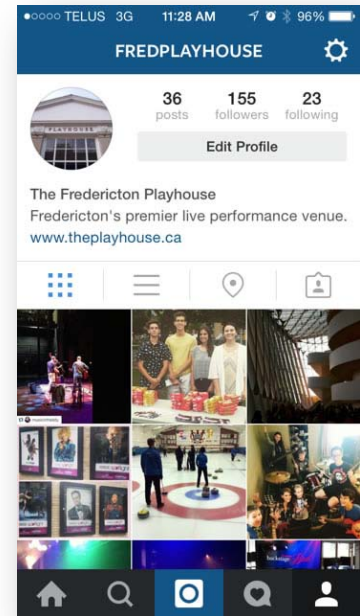 TELUS 3G 11:28 AM 96%
FREDPLAYHOUSE
PLAYHOUSE
36 155 23
posts followers following
Edit Profile
The Fredericton Playhouse
Fredericton's premier live performance venue.
www.theplayhouse.ca